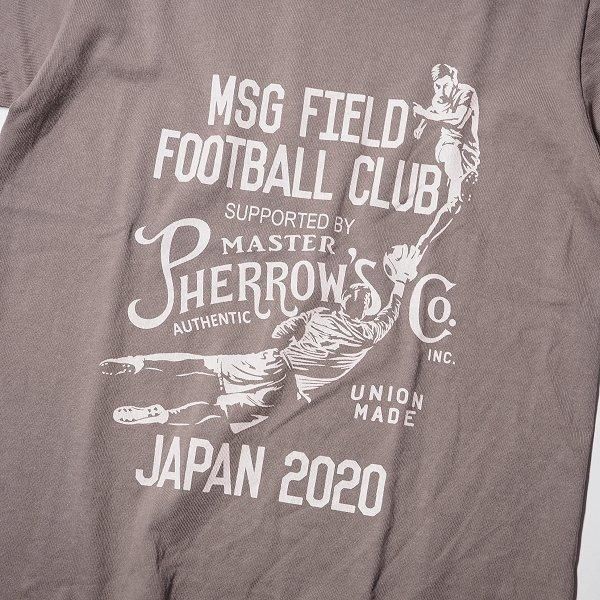 MSG FIELD
FOOTBALL CLUB
SUPPORTED BY
MASTER
PHERROW'S
& Co.
AUTHENTIC
INC.
UNION
MADE
JAPAN 2020